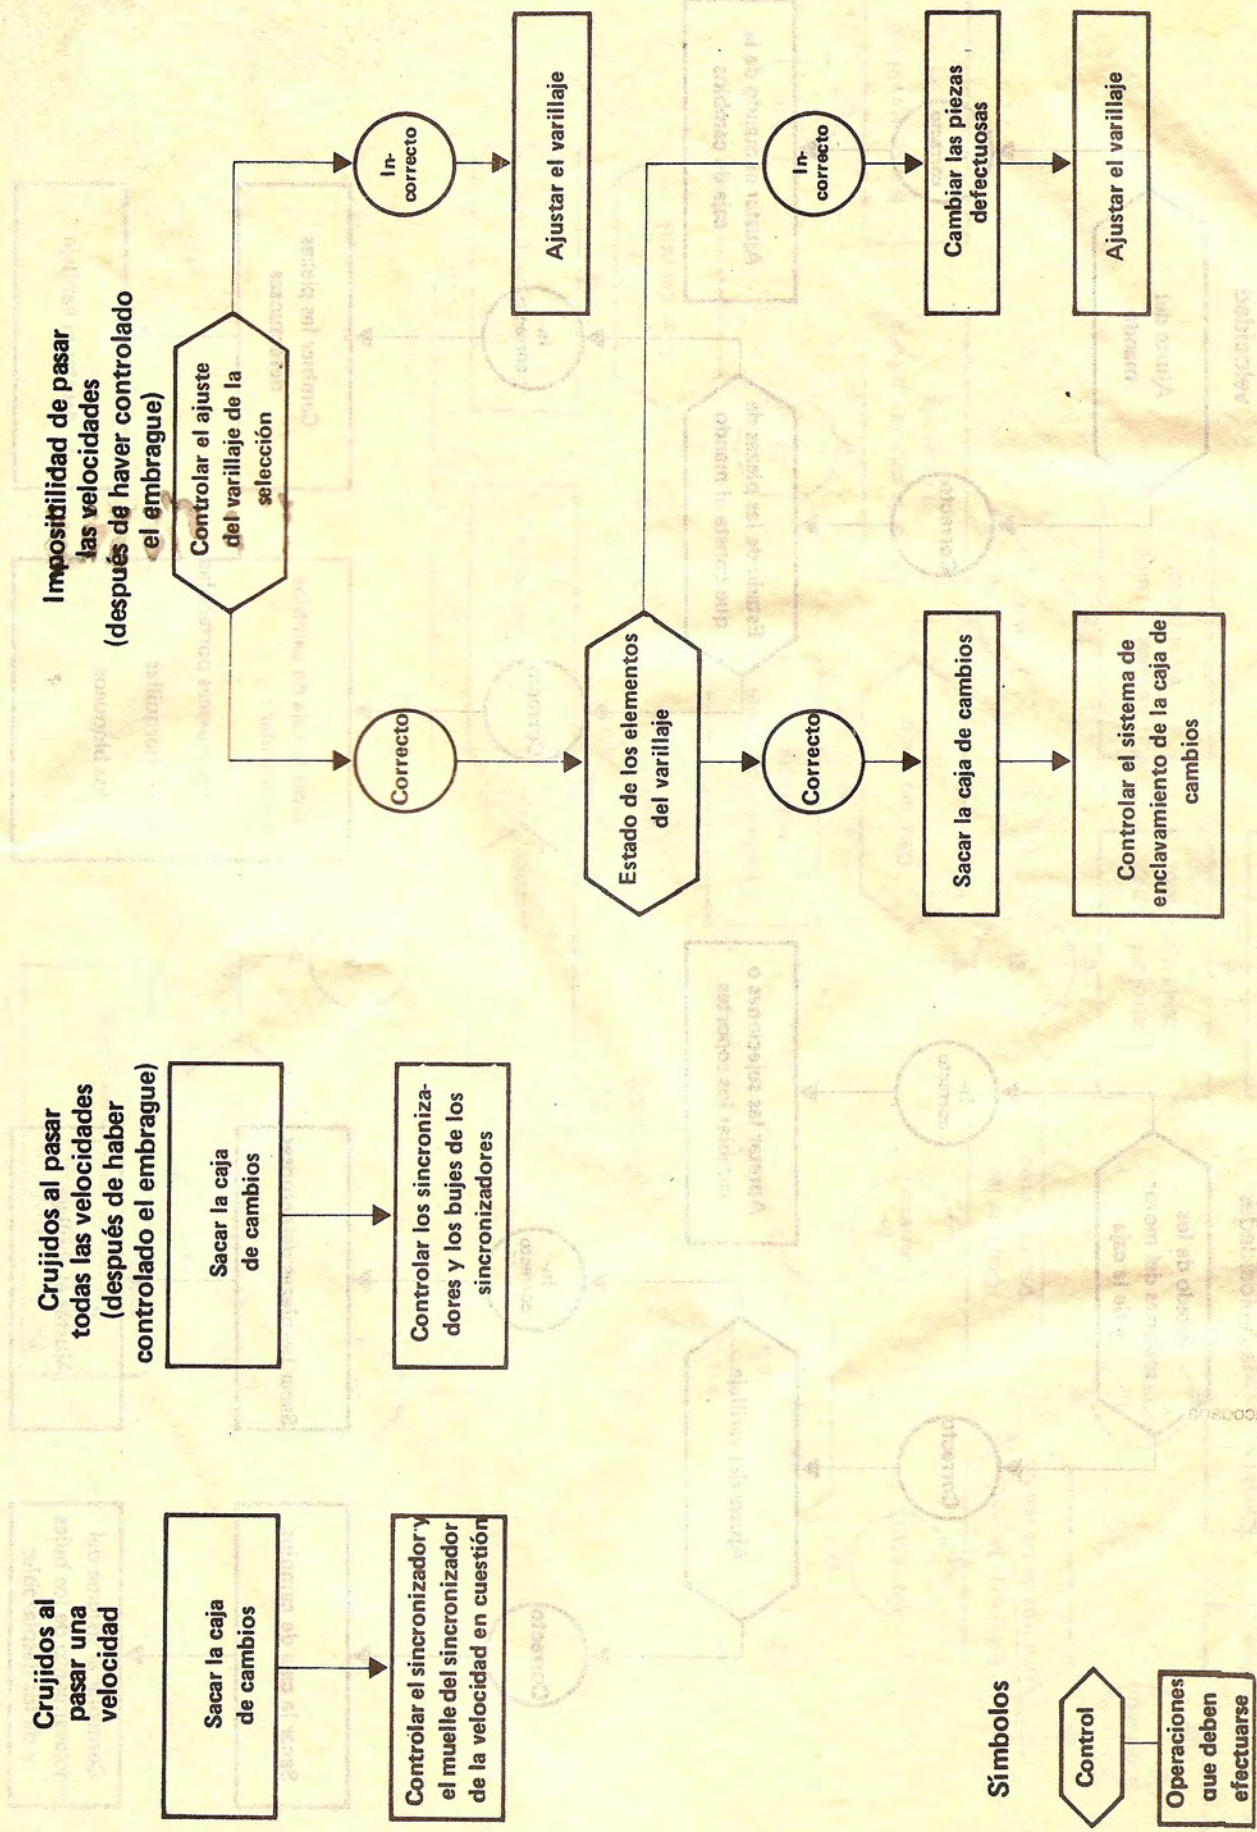 Crujidos al
pasar una
velocidad
Sacar la caja
de cambios
Controlar el sincronizador y
el muelle del sincronizador
de la velocidad en cuestión
Crujidos al pasar
todas las velocidades
(después de haber
controlado el embrague)
Sacar la caja
de cambios
Controlar los sincroniza-
dores y los bujes de los
sincronizadores
Imposibilidad de pasar
las velocidades
(después de haver controlado
el embrague)
Controlar el ajuste
del varillaje de la
selección
Correcto
In-
correcto
Ajustar el varillaje
Estado de los elementos
del varillaje
Correcto
In-
correcto
Sacar la caja de cambios
Cambiar las piezas
defectuosas
Controlar el sistema de
enclavamiento de la caja de
cambios
Ajustar el varillaje
Símbolos
Control
Operaciones
que deben
efectuarse